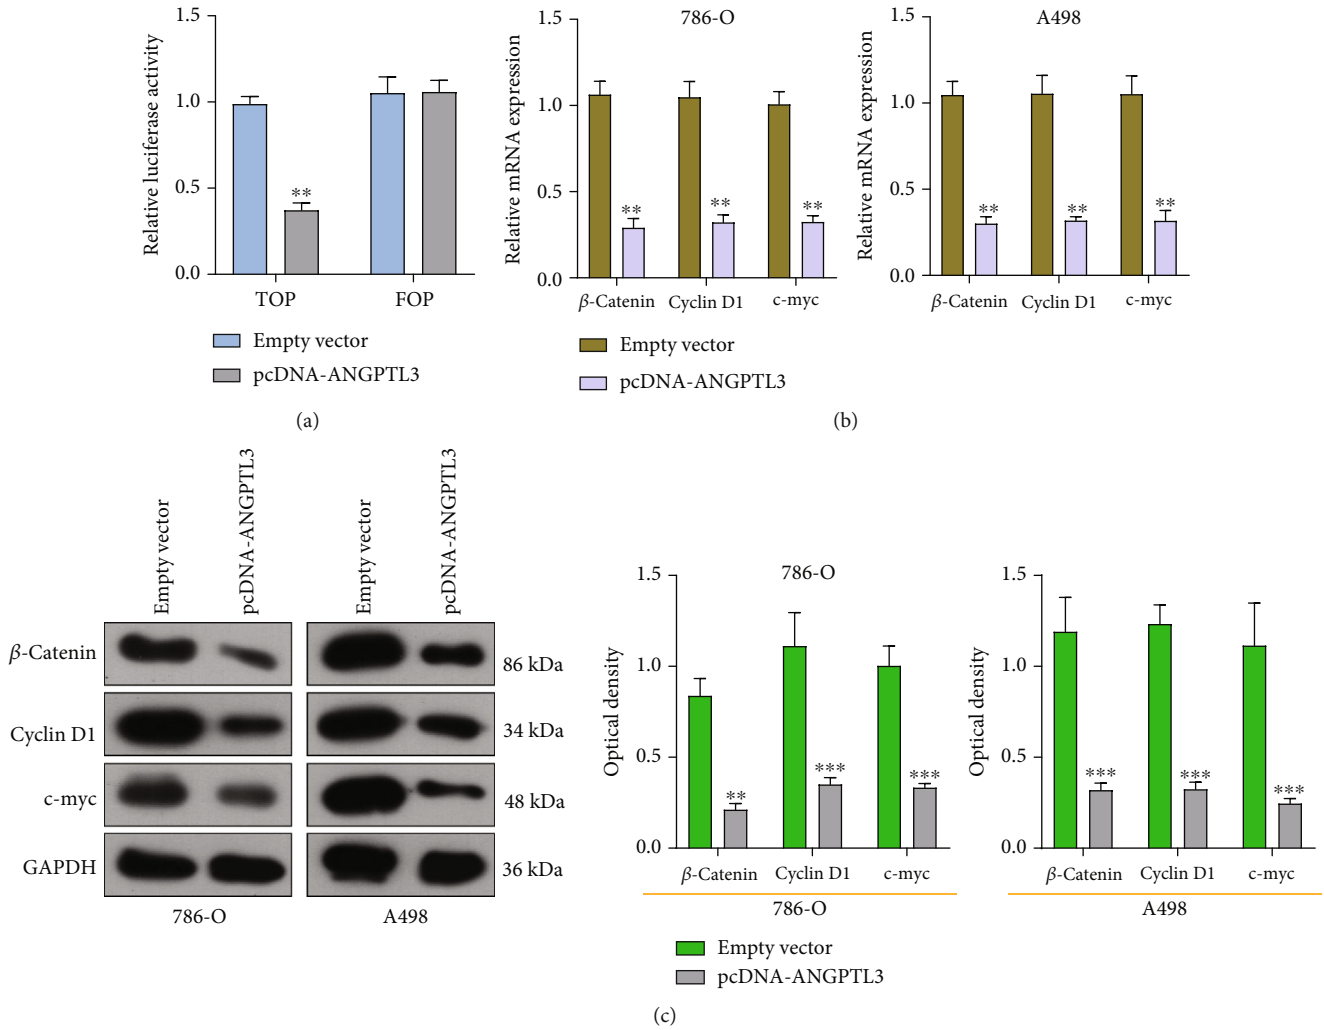 1.5
1.0
0.5
0.0
Relative luciferase activity
**
TOP
FOP
Empty vector
pcDNA-ANGPTL3
(a)
786-O
1.5
1.0
0.5
0.0
Relative mRNA expression
**
**
**
β-Catenin
Cyclin D1
c-myc
A498
1.5
1.0
0.5
0.0
Relative mRNA expression
**
**
**
β-Catenin
Cyclin D1
c-myc
Empty vector
pcDNA-ANGPTL3
(b)
Empty vector
pcDNA-ANGPTL3
Empty vector
pcDNA-ANGPTL3
β-Catenin
86 kDa
Cyclin D1
34 kDa
c-myc
48 kDa
GAPDH
36 kDa
786-O
A498
786-O
1.5
1.0
0.5
0.0
Optical density
**
***
***
β-Catenin
Cyclin D1
c-myc
786-O
1.5
1.0
0.5
0.0
Optical density
***
***
***
β-Catenin
Cyclin D1
c-myc
A498
Empty vector
pcDNA-ANGPTL3
(c)